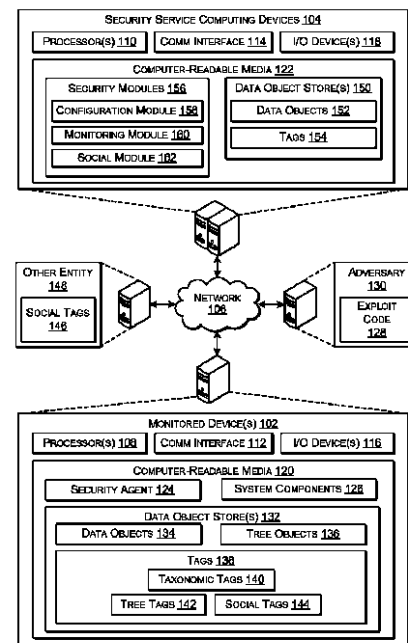 SECURITY SERVICE COMPUTING DEVICES 104
PROCESSOR(S) 110 COMM INTERFACE 114 I/O DEVICE(S) 118
COMPUTER-READABLE MEDIA 122
SECURITY MODULES 156
CONFIGURATION MODULE 158
MONITORING MODULE 160
SOCIAL MODULE 162
DATA OBJECT STORE(S) 150
DATA OBJECTS 152
TAGS 154
OTHER ENTITY
148
SOCIAL TAGS
146
NETWORK
106
ADVERSARY
130
EXPLOIT
CODE
128
MONITORED DEVICE(S) 102
PROCESSOR(S) 108 COMM INTERFACE 112 I/O DEVICE(S) 116
COMPUTER-READABLE MEDIA 120
SECURITY AGENT 124 SYSTEM COMPONENTS 126
DATA OBJECT STORE(S) 132
DATA OBJECTS 134 TREE OBJECTS 136
TAGS 138
TAXONOMIC TAGS 140
TREE TAGS 142 SOCIAL TAGS 144